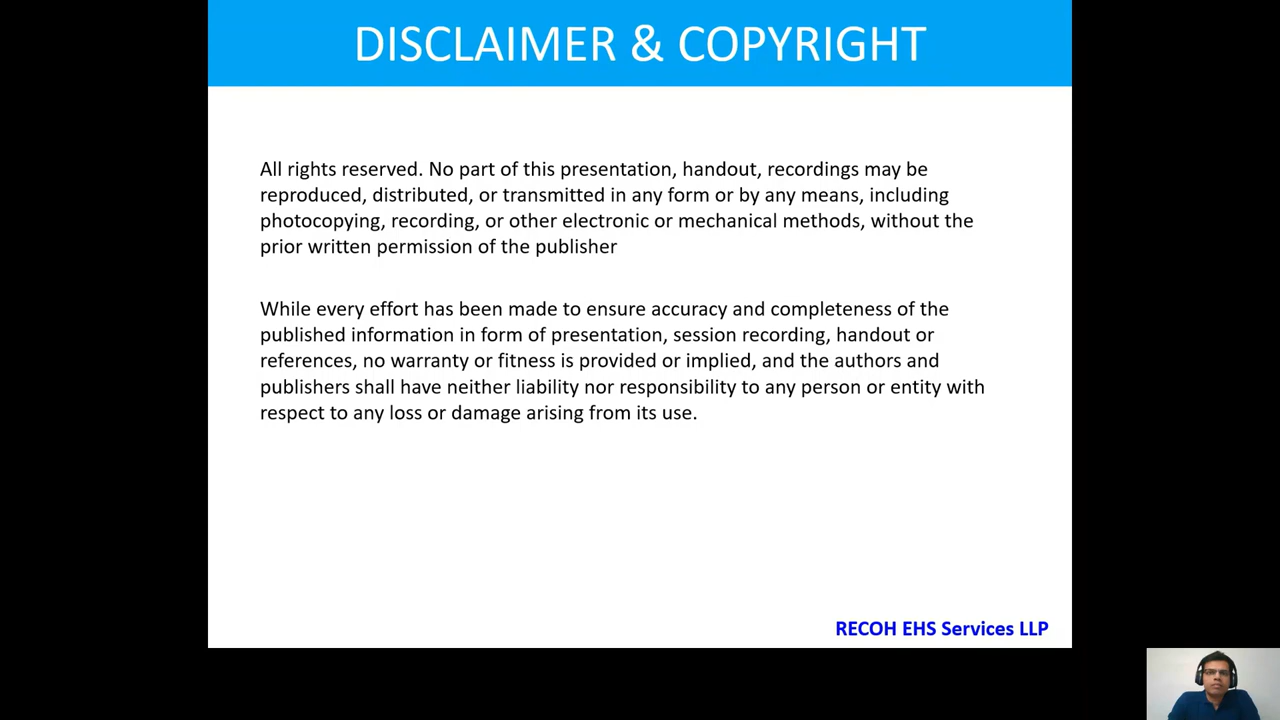 DISCLAIMER & COPYRIGHT
All rights reserved. No part of this presentation, handout, recordings may be
reproduced, distributed, or transmitted in any form or by any means, including
photocopying, recording, or other electronic or mechanical methods, without the
prior written permission of the publisher
While every effort has been made to ensure accuracy and completeness of the
published information in form of presentation, session recording, handout or
references, no warranty or fitness is provided or implied, and the authors and
publishers shall have neither liability nor responsibility to any person or entity with
respect to any loss or damage arising from its use.
RECOH EHS Services LLP